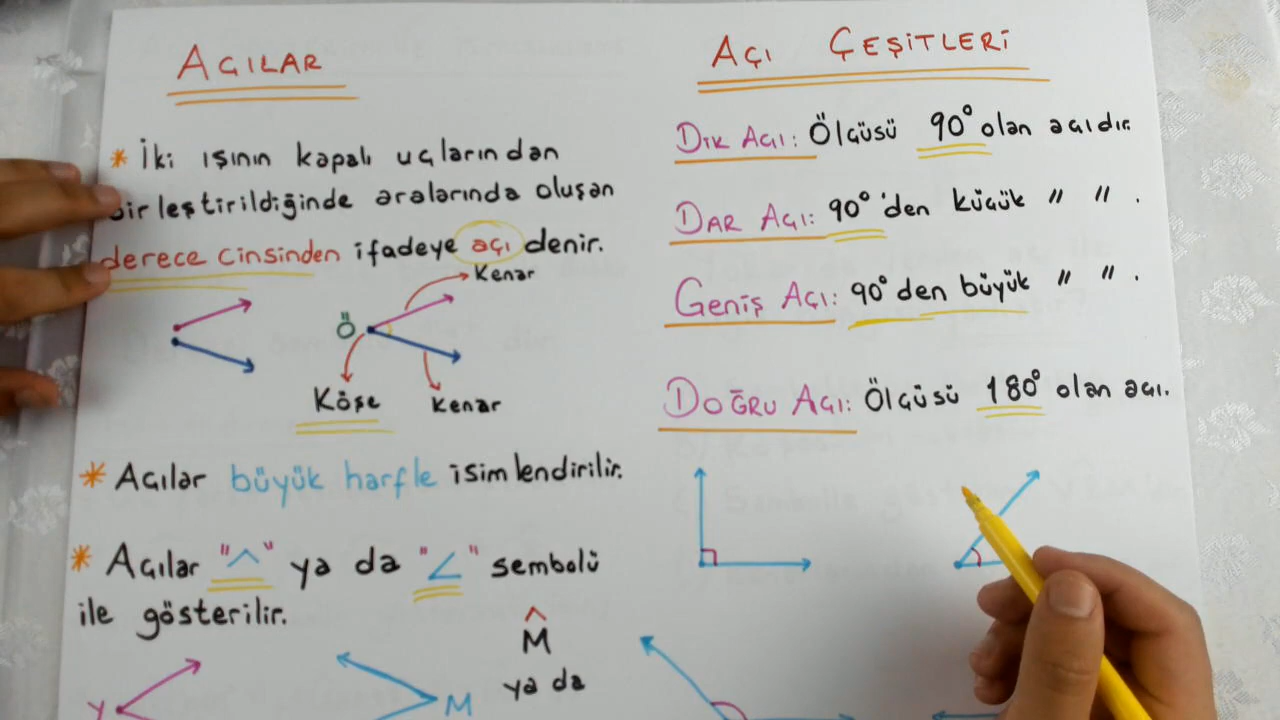 AÇILAR
* İki ışının kapalı uçlarından
birleştirildiğinde aralarında oluşan
derece cinsinden ifadeye açı denir.
Kenar
Ö
Köşe
Kenar
* Açılar büyük harfle isimlendirilir.
* Açılar "^" ya da "∠" sembolü
ile gösterilir.
M̂
ya da
Y
M
AÇI ÇEŞİTLERİ
DİK AÇI: Ölçüsü 90° olan açıdır.
DAR AÇI: 90°'den küçük " " .
GENİŞ AÇI: 90°den büyük " " .
DOĞRU AÇI: Ölçüsü 180° olan açı.